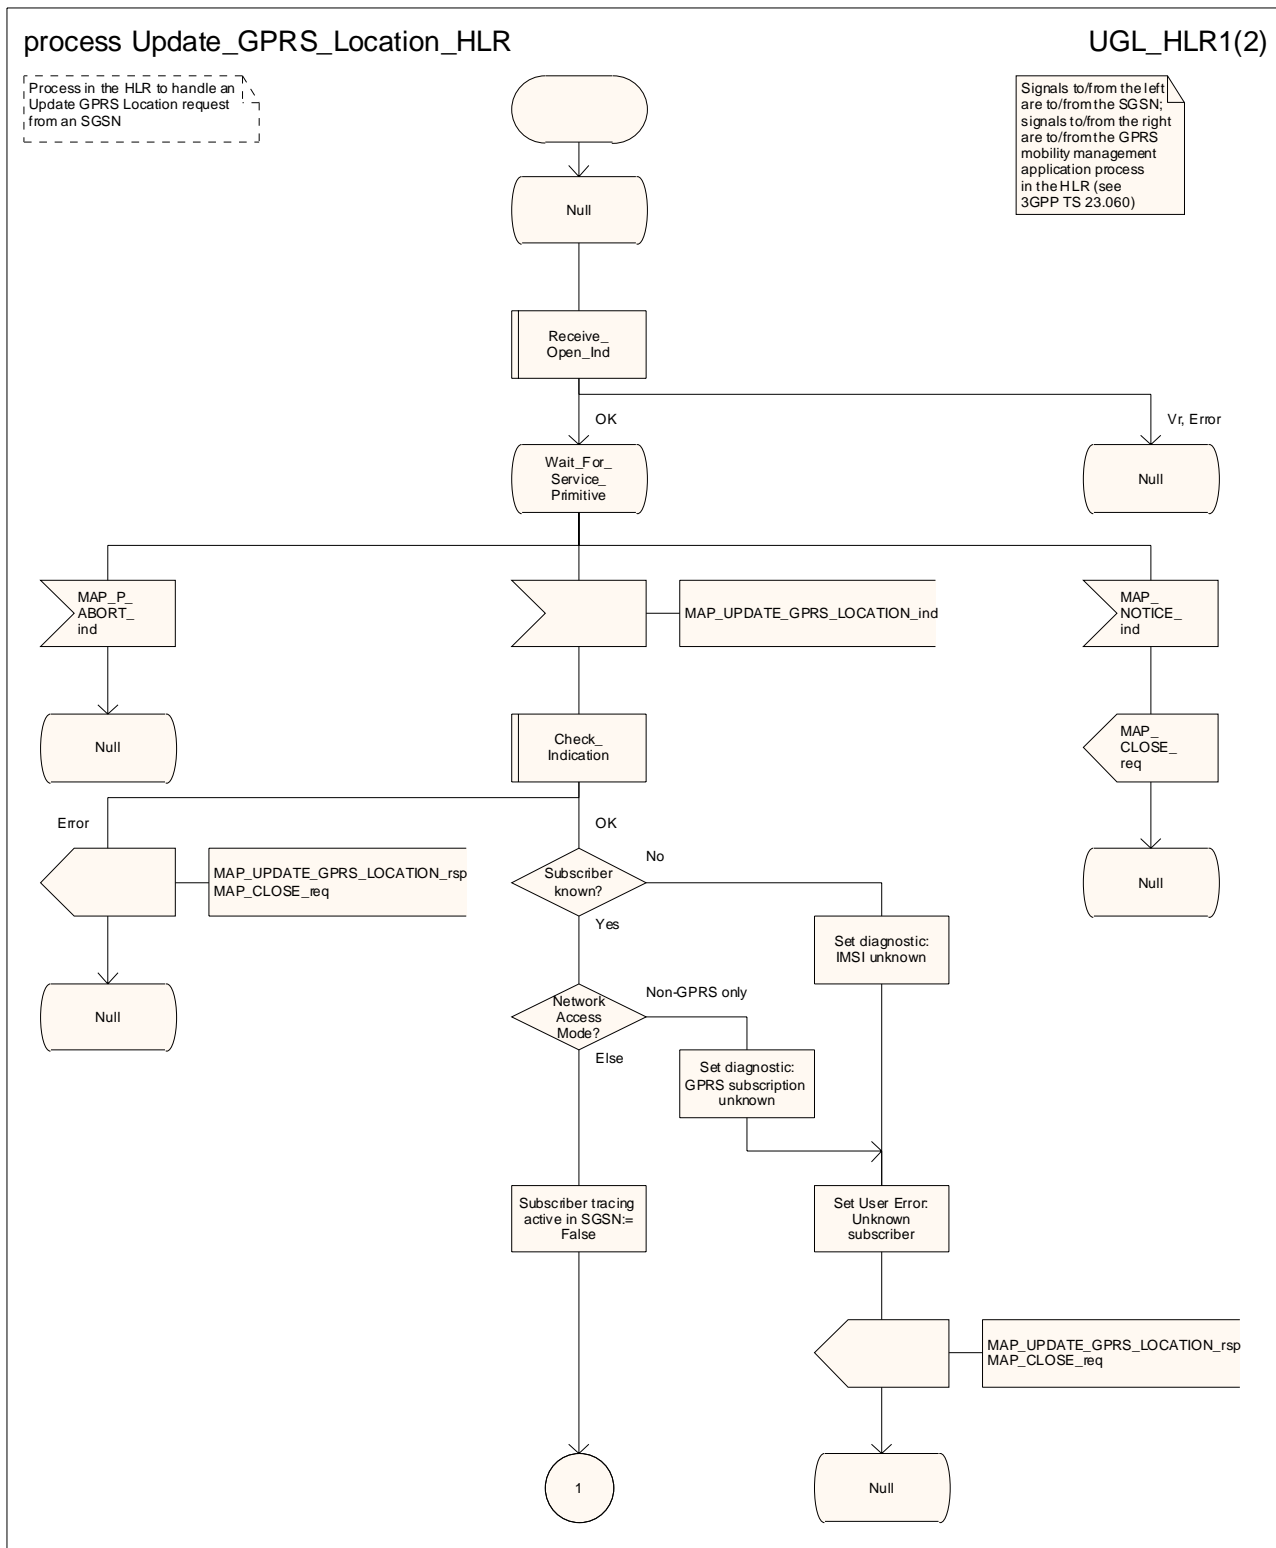 process Update_GPRS_Location_HLR
UGL_HLR1(2)
Process in the HLR to handle an
Update GPRS Location request
from an SGSN
Signals to/from the left
are to/from the SGSN;
signals to/from the right
are to/from the GPRS
mobility management
application process
in the HLR (see
3GPP TS 23.060)
Null
Receive_
Open_Ind
OK
Vr, Error
Wait_For_
Service_
Primitive
Null
MAP_P_
ABORT_
ind
MAP_UPDATE_GPRS_LOCATION_ind
MAP_
NOTICE_
ind
Null
Check_
Indication
MAP_
CLOSE_
req
Error
OK
MAP_UPDATE_GPRS_LOCATION_rsp
MAP_CLOSE_req
Subscriber
known?
No
Yes
Null
Set diagnostic:
IMSI unknown
Null
Network
Access
Mode?
Non-GPRS only
Else
Set diagnostic:
GPRS subscription
unknown
Subscriber tracing
active in SGSN:=
False
Set User Error:
Unknown
subscriber
MAP_UPDATE_GPRS_LOCATION_rsp
MAP_CLOSE_req
1
Null